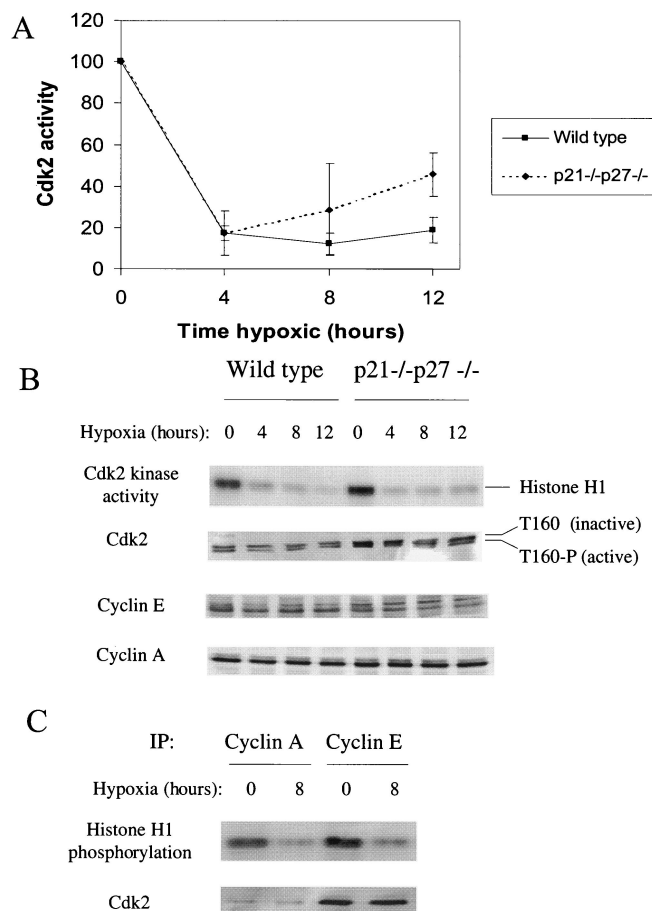 A
120
100
80
60
40
20
0
Cdk2 activity
0 4 8 12
Time hypoxic (hours)
Wild type
p21-/-p27-/-
B
Wild type p21-/-p27 -/-
Hypoxia (hours): 0 4 8 12 0 4 8 12
Cdk2 kinase
activity
Histone H1
Cdk2
T160 (inactive)
T160-P (active)
Cyclin E
Cyclin A
C
IP: Cyclin A Cyclin E
Hypoxia (hours): 0 8 0 8
Histone H1
phosphorylation
Cdk2